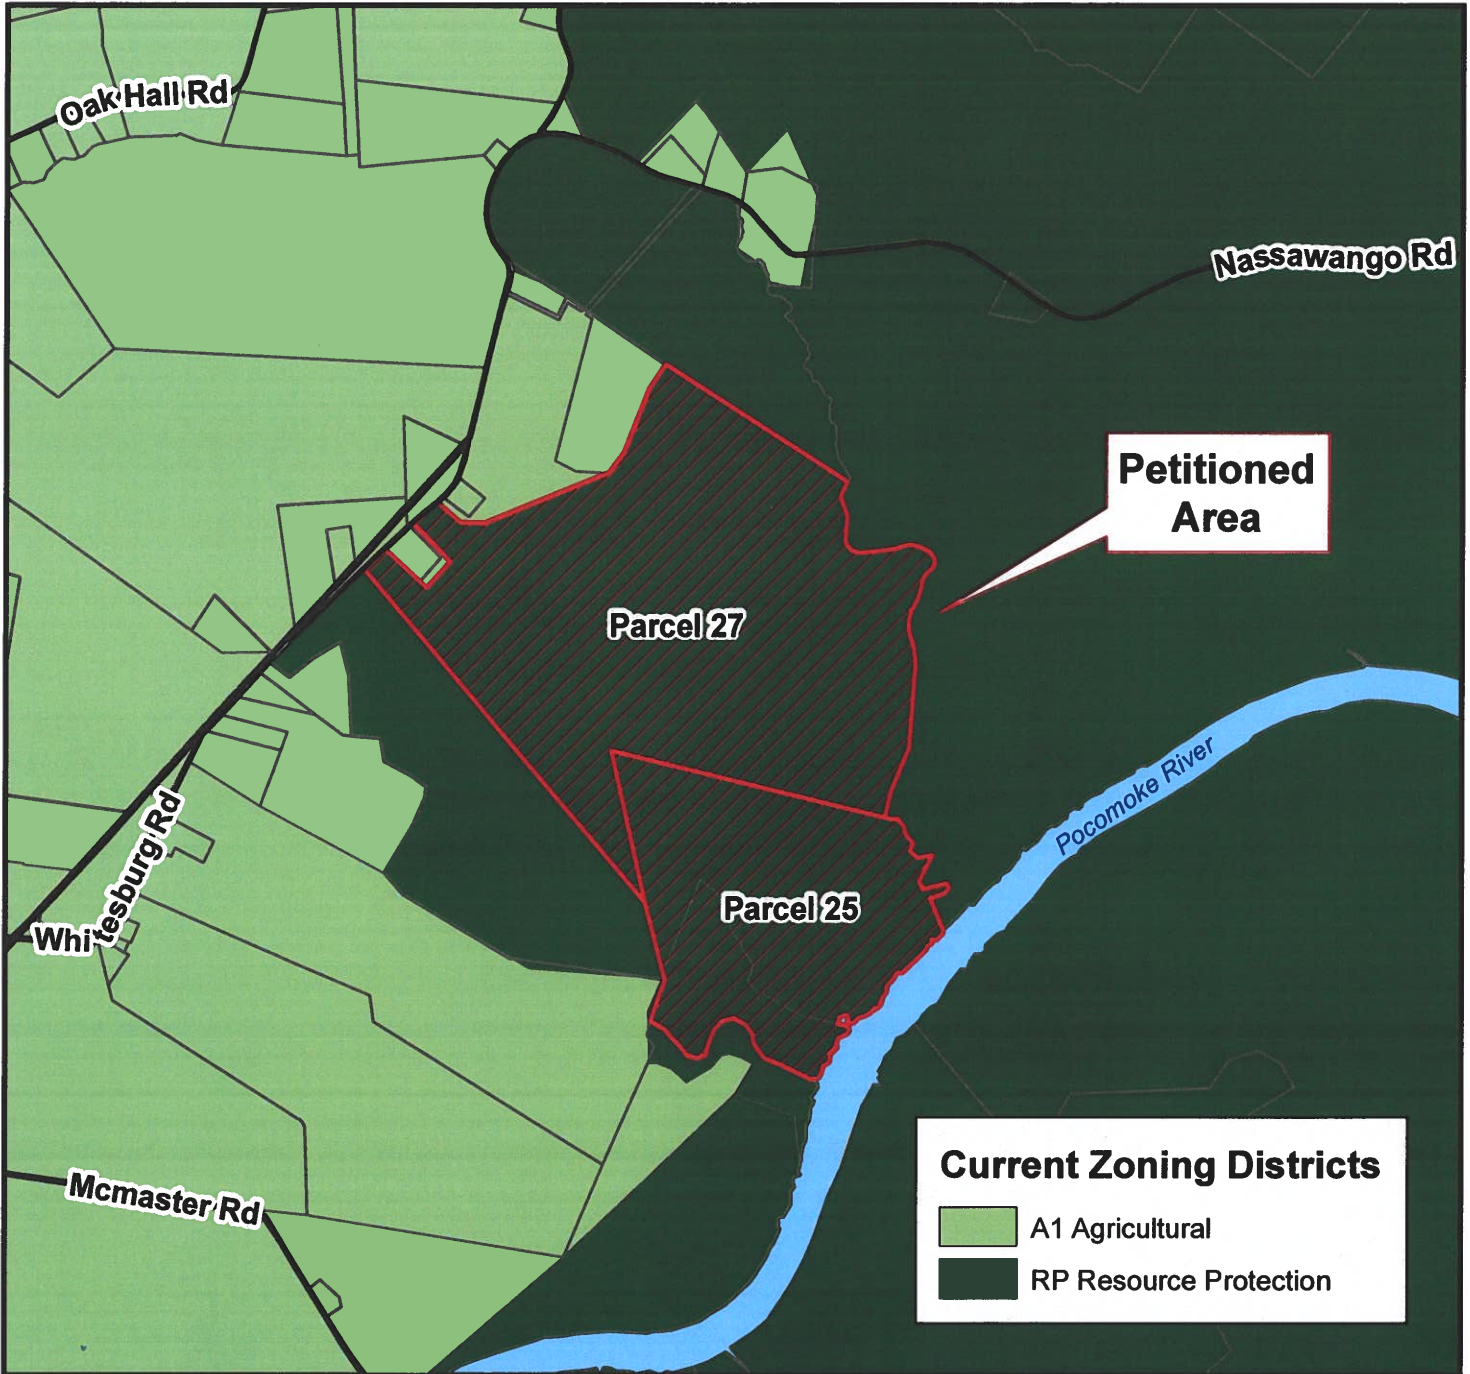 Oak Hall Rd
Nassawango Rd
Petitioned
Area
Parcel 27
Pocomoke River
Whitesburg Rd
Parcel 25
Mcmaster Rd
Current Zoning Districts
A1 Agricultural
RP Resource Protection